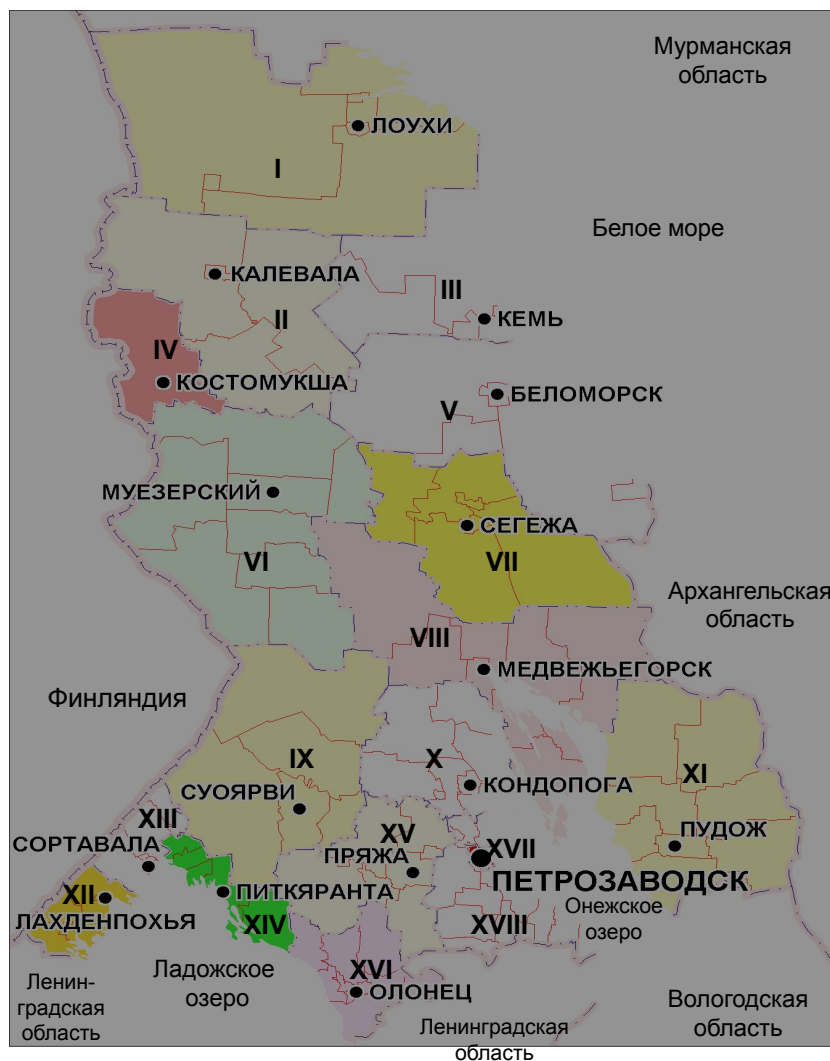 Мурманская
область
ЛОУХИ
I
Белое море
КАЛЕВАЛА
III
II
КЕМЬ
IV
КОСТОМУКША
БЕЛОМОРСК
V
МУЕЗЕРСКИЙ
СЕГЕЖА
VI
VII
Архангельская
область
VIII
МЕДВЕЖЬЕГОРСК
Финляндия
IX
X
XI
КОНДОПОГА
СУОЯРВИ
XIII
XV
СОРТАВАЛА
ПРЯЖА
XVII
ПУДОЖ
ПЕТРОЗАВОДСК
XII
ПИТКЯРАНТА
ЛАХДЕНПОХЬЯ
XIV
XVIII
Онежское
озеро
Ладожское
озеро
XVI
ОЛОНЕЦ
Ленин-
градская
область
Ленинградская
область
Вологодская
область